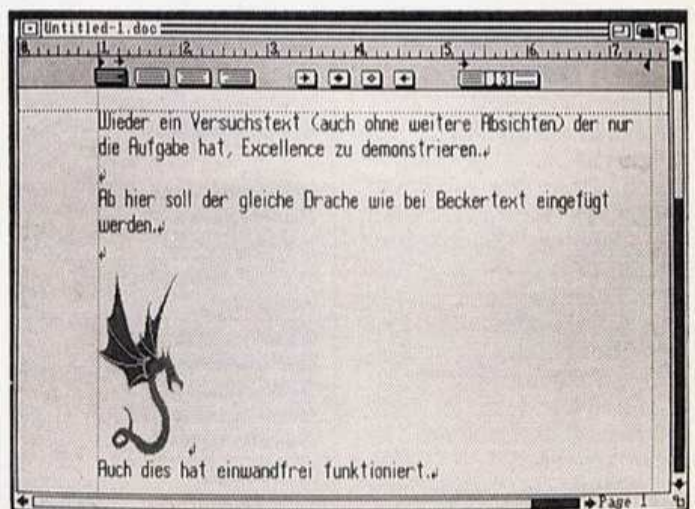 Untitled-1.doc
Wieder ein Versuchstext (auch ohne weitere Absichten) der nur
die Aufgabe hat, Excellence zu demonstrieren.
Ab hier soll der gleiche Drache wie bei Beckertext eingefügt
werden.
Auch dies hat einwandfrei funktioniert.
Page 1